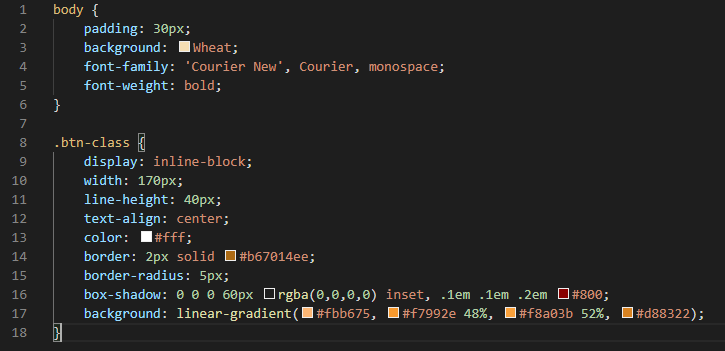 1 body {
2     padding: 30px;
3     background: Wheat;
4     font-family: 'Courier New', Courier, monospace;
5     font-weight: bold;
6 }
7
8 .btn-class {
9     display: inline-block;
10     width: 170px;
11     line-height: 40px;
12     text-align: center;
13     color: #fff;
14     border: 2px solid #b67014ee;
15     border-radius: 5px;
16     box-shadow: 0 0 0 60px rgba(0,0,0,0) inset, .1em .1em .2em #800;
17     background: linear-gradient(#fbb675, #f7992e 48%, #f8a03b 52%, #d88322);
18 }